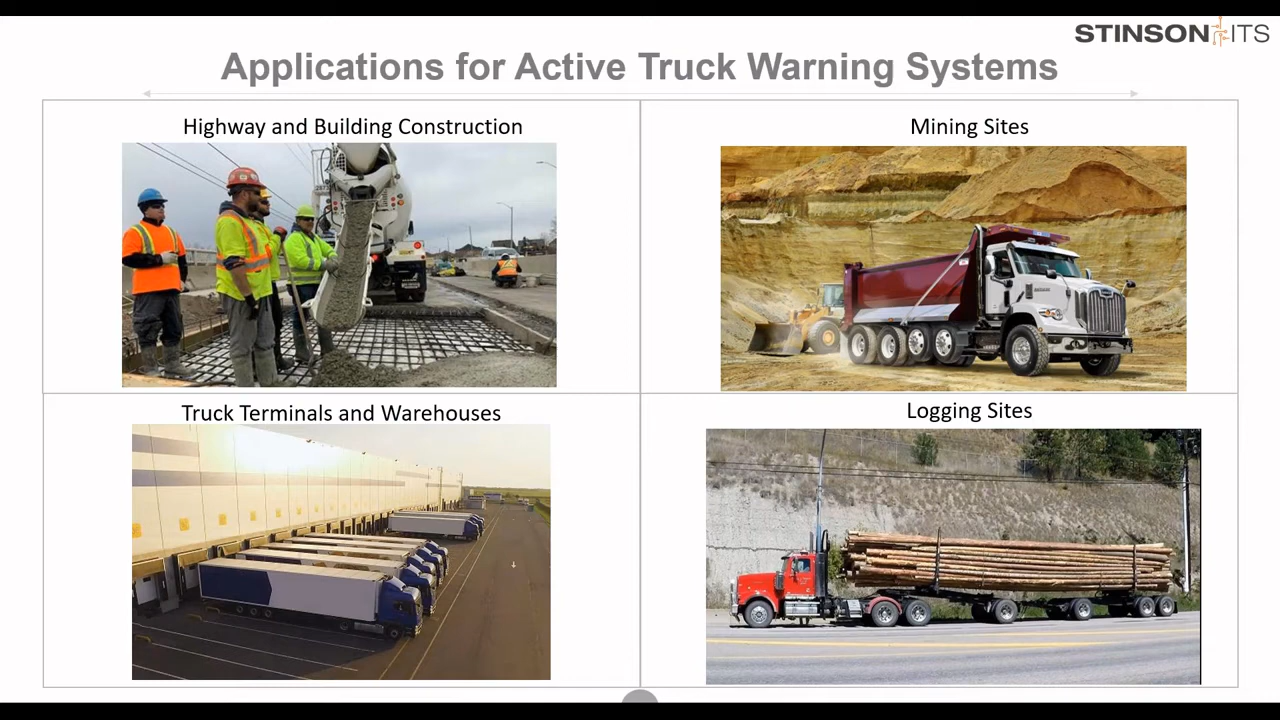 STINSON ITS
Applications for Active Truck Warning Systems
Highway and Building Construction
Mining Sites
Truck Terminals and Warehouses
Logging Sites